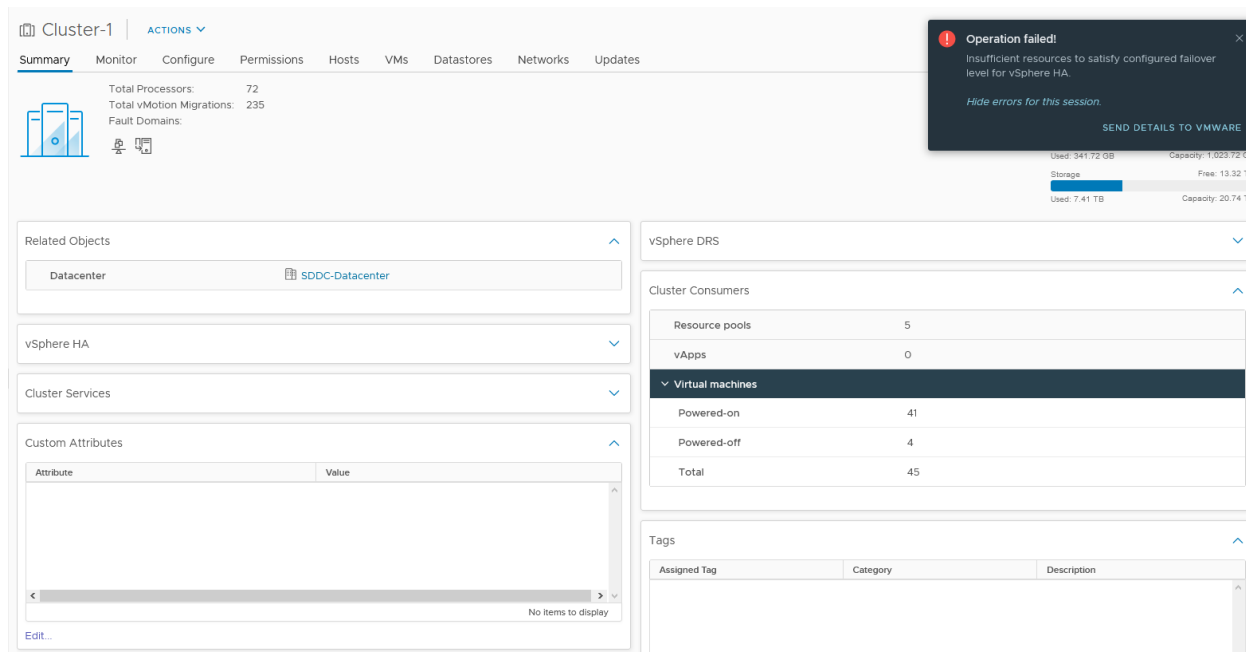 Cluster-1 ACTIONS
Summary Monitor Configure Permissions Hosts VMs Datastores Networks Updates
Operation failed!
Insufficient resources to satisfy configured failover
level for vSphere HA.
Hide errors for this session.
SEND DETAILS TO VMWARE
Total Processors: 72
Total vMotion Migrations: 235
Fault Domains:
Used: 341.72 GB Capacity: 1,023.72
Storage Free: 13.32
Used: 7.41 TB Capacity: 20.74
Related Objects
Datacenter SDDC-Datacenter
vSphere HA
Cluster Services
Custom Attributes
Attribute Value
No items to display
Edit...
vSphere DRS
Cluster Consumers
Resource pools 5
vApps 0
Virtual machines
Powered-on 41
Powered-off 4
Total 45
Tags
Assigned Tag Category Description